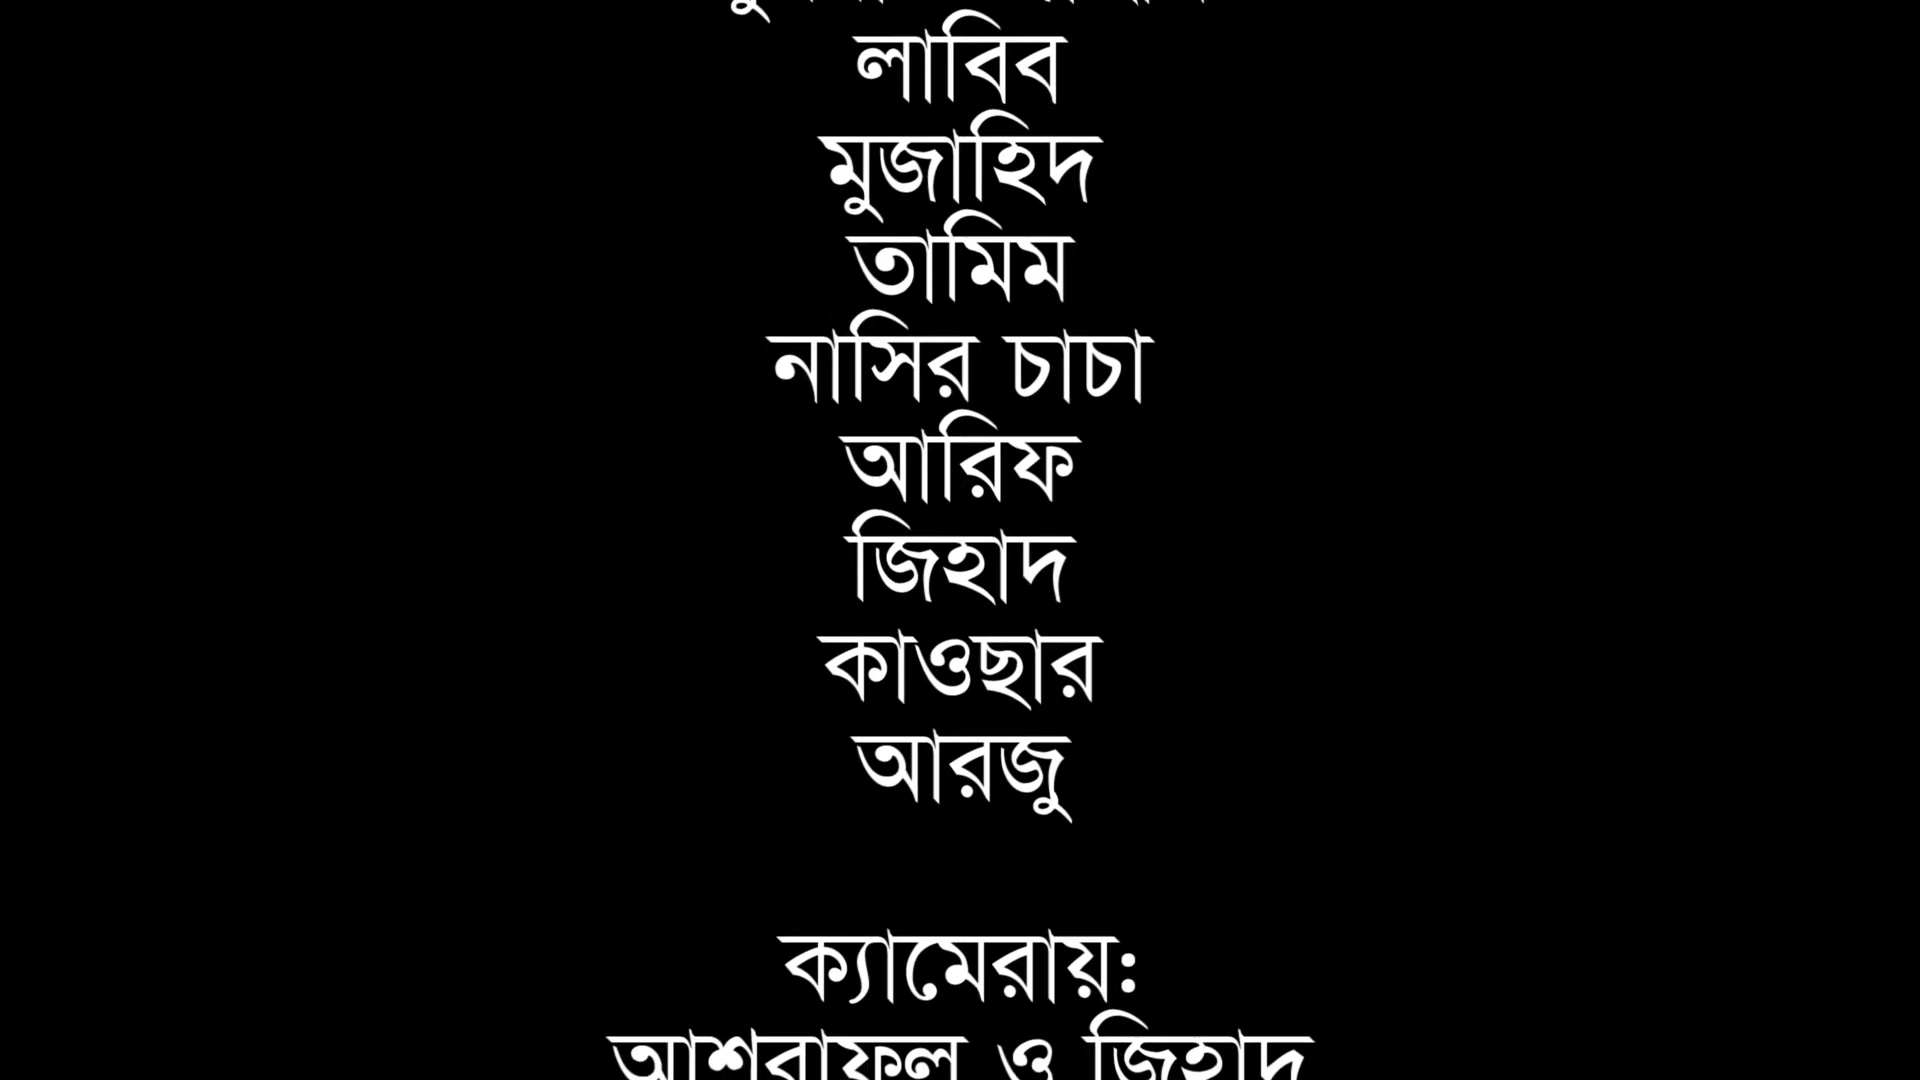 লাবিব
মুজাহিদ
তামিম
নাসির চাচা
আরিফ
জিহাদ
কাওছার
আরজু
ক্যামেরায়:
ও জিহাদ